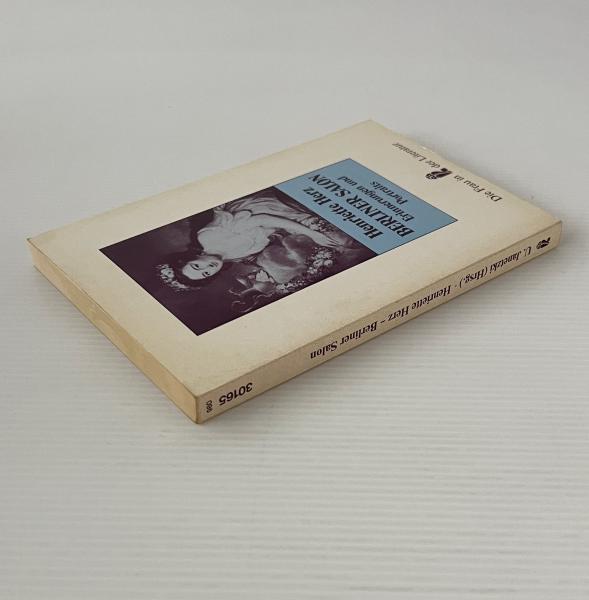 Die Frau in der Literatur
Henriette Herz
BERLINER SALON
Erinnerungen und
Portraits
U. Janetzki (Hrsg.) · Henriette Herz – Berliner Salon
30165
080